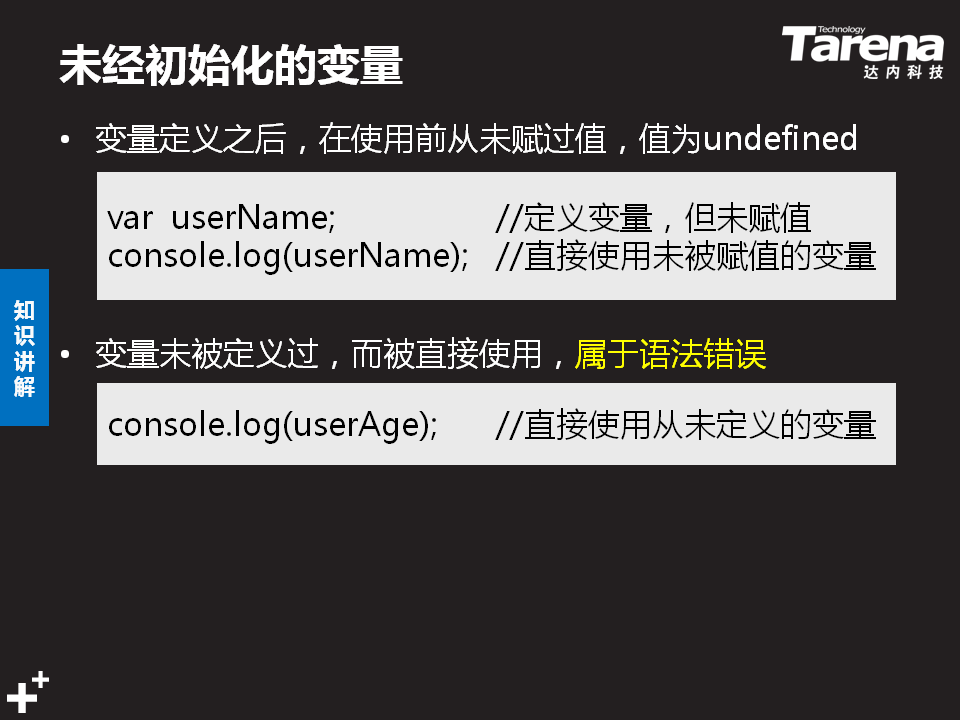 未经初始化的变量
Technology
Tarena
达内科技
• 变量定义之后，在使用前从未赋过值，值为undefined
var userName; //定义变量，但未赋值
console.log(userName); //直接使用未被赋值的变量
知识讲解
• 变量未被定义过，而被直接使用，属于语法错误
console.log(userAge); //直接使用从未定义的变量